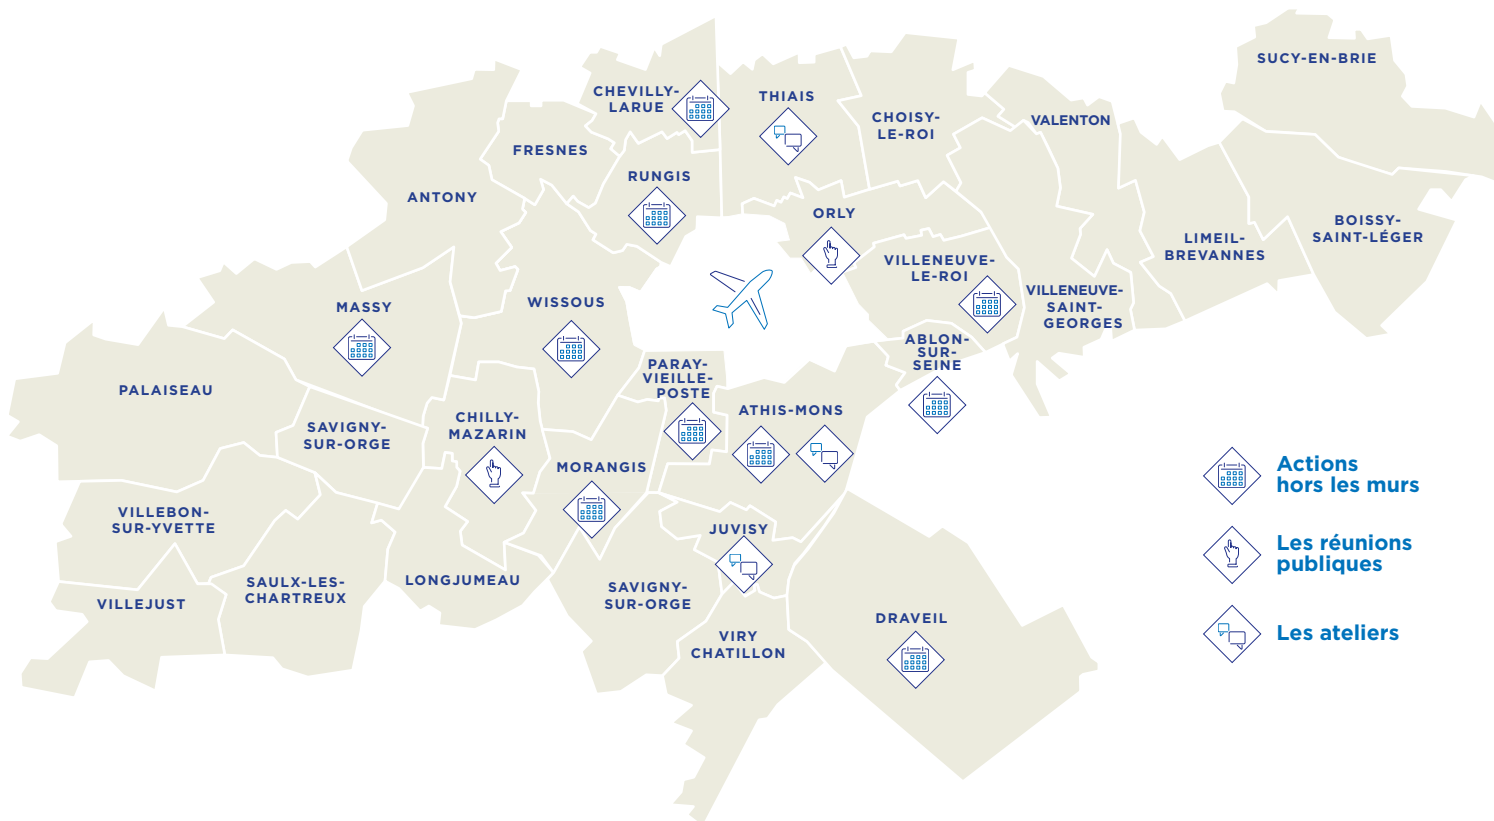 SUCY-EN-BRIE
CHEVILLY-
LARUE
THIAIS
CHOISY-
LE-ROI
VALENTON
FRESNES
RUNGIS
ANTONY
ORLY
BOISSY-
SAINT-LÉGER
LIMEIL-
BREVANNES
VILLENEUVE-
LE-ROI
VILLENEUVE-
SAINT-
GEORGES
MASSY
WISSOUS
ABLON-
SUR-
SEINE
PARAY-
VIEILLE-
POSTE
PALAISEAU
ATHIS-MONS
CHILLY-
MAZARIN
SAVIGNY-
SUR-ORGE
MORANGIS
VILLEBON-
SUR-YVETTE
JUVISY
LONGJUMEAU
SAULX-LES-
CHARTREUX
VILLEJUST
SAVIGNY-
SUR-ORGE
DRAVEIL
VIRY
CHATILLON
Actions
hors les murs
Les réunions
publiques
Les ateliers